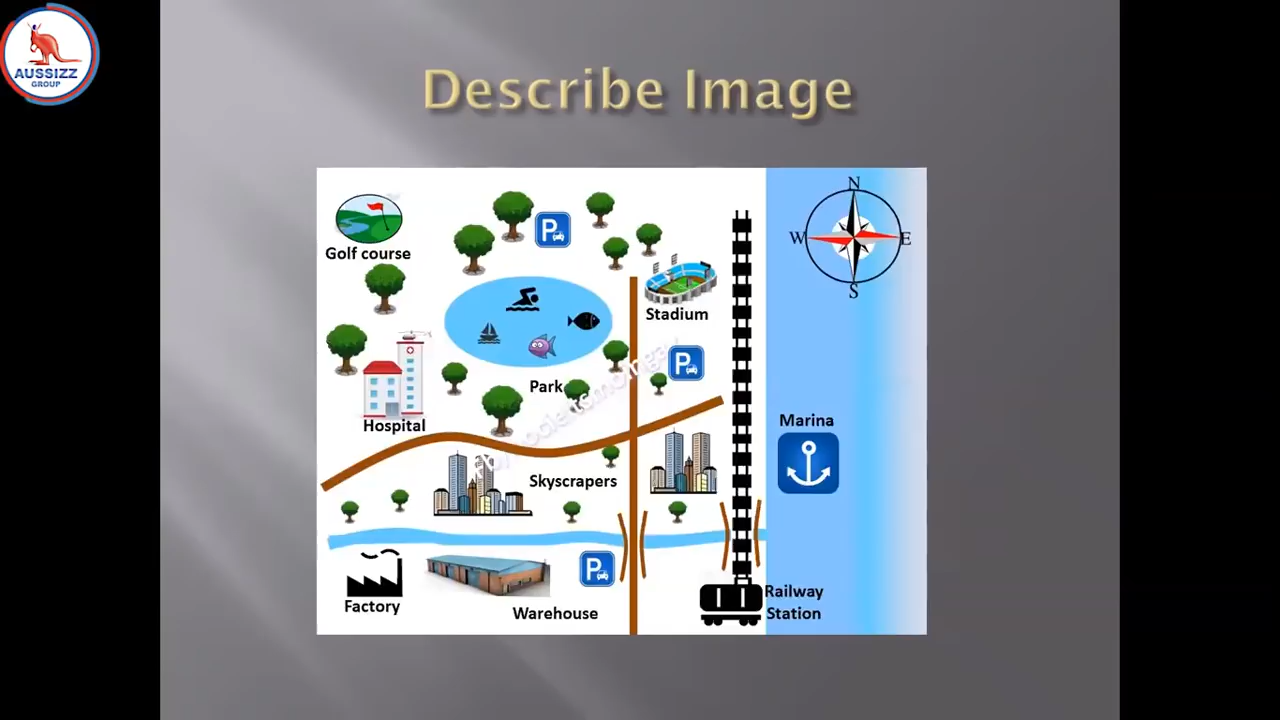 AUSSIZZ
GROUP
Describe Image
N
W
E
S
Golf course
P
Stadium
P
Park
Hospital
Marina
Skyscrapers
P
Factory
Warehouse
Railway
Station